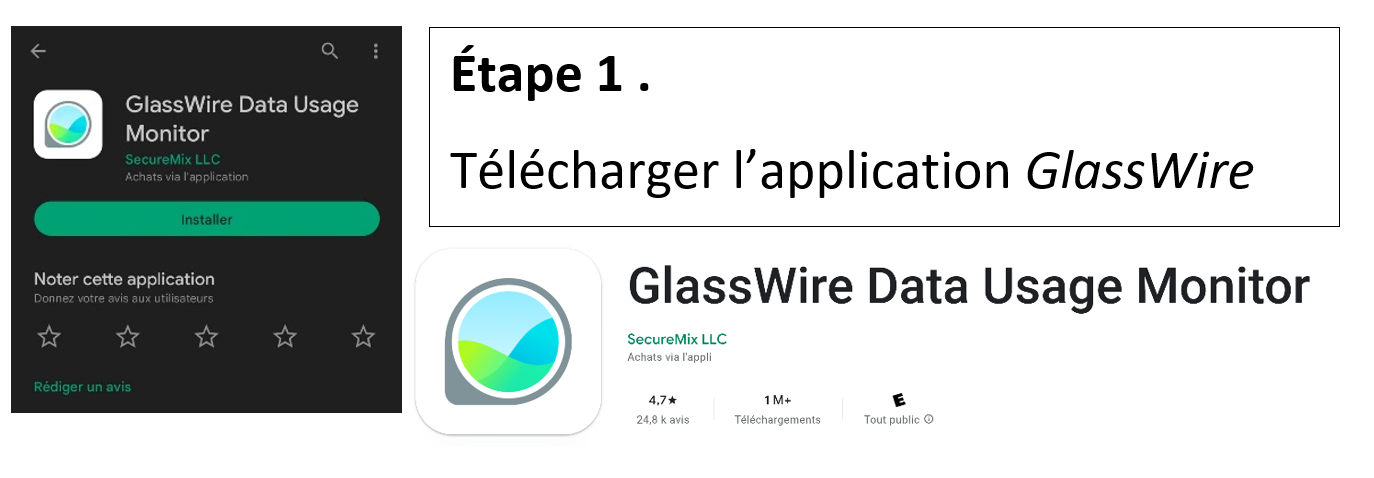 GlassWire Data Usage
Monitor
SecureMix LLC
Achats via l'application
Installer
Noter cette application
Donnez votre avis aux utilisateurs
Rédiger un avis
Étape 1 .
Télécharger l’application GlassWire
GlassWire Data Usage Monitor
SecureMix LLC
Achats via l'appli
4,7★ 1 M+ E
24,8 k avis Téléchargements Tout public